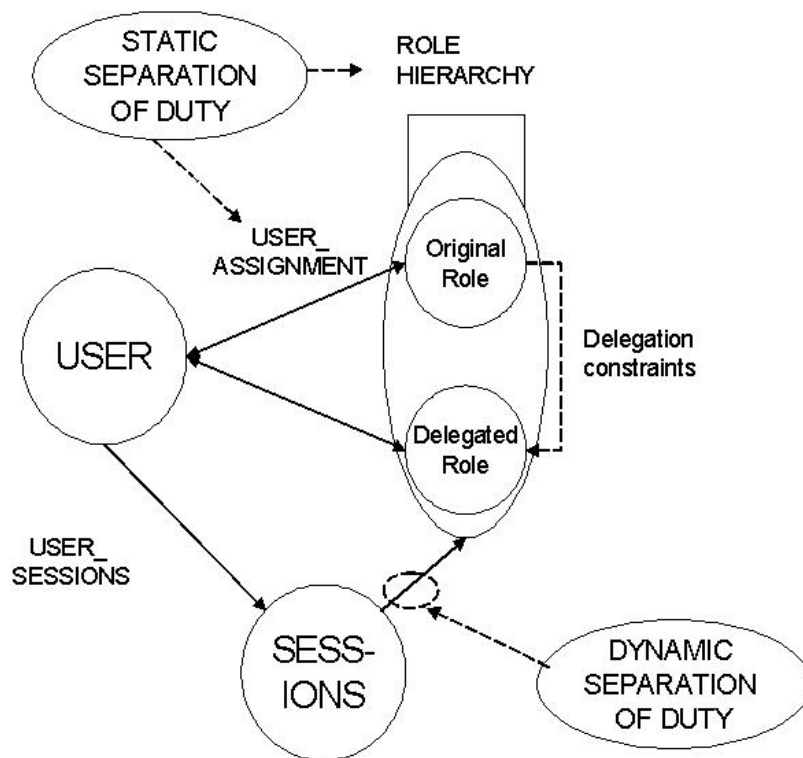 STATIC
SEPARATION
OF DUTY
ROLE
HIERARCHY
USER_
ASSIGNMENT
Original
Role
USER
Delegation
constraints
Delegated
Role
USER_
SESSIONS
SESS-
IONS
DYNAMIC
SEPARATION
OF DUTY